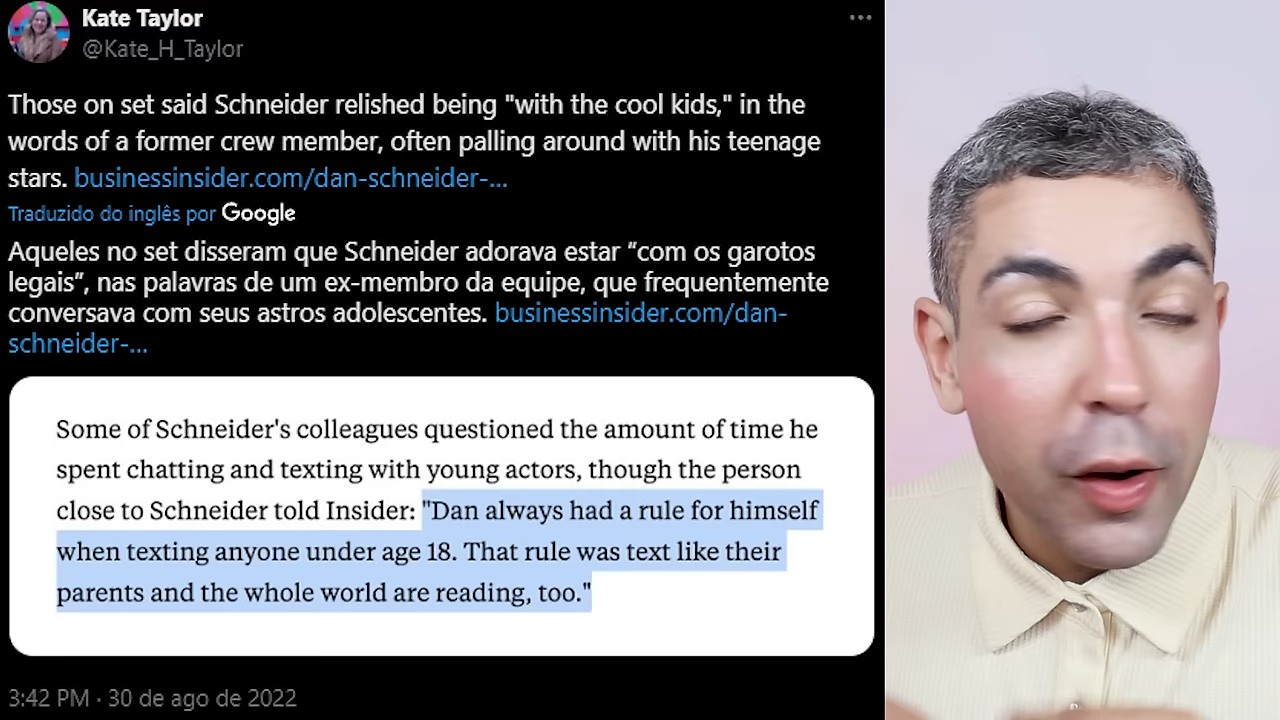 Kate Taylor
@Kate_H_Taylor
Those on set said Schneider relished being "with the cool kids," in the
words of a former crew member, often palling around with his teenage
stars. businessinsider.com/dan-schneider-...
Traduzido do inglês por Google
Aqueles no set disseram que Schneider adorava estar “com os garotos
legais”, nas palavras de um ex-membro da equipe, que frequentemente
conversava com seus astros adolescentes. businessinsider.com/dan-
schneider-...
Some of Schneider's colleagues questioned the amount of time he
spent chatting and texting with young actors, though the person
close to Schneider told Insider: "Dan always had a rule for himself
when texting anyone under age 18. That rule was text like their
parents and the whole world are reading, too."
3:42 PM · 30 de ago de 2022